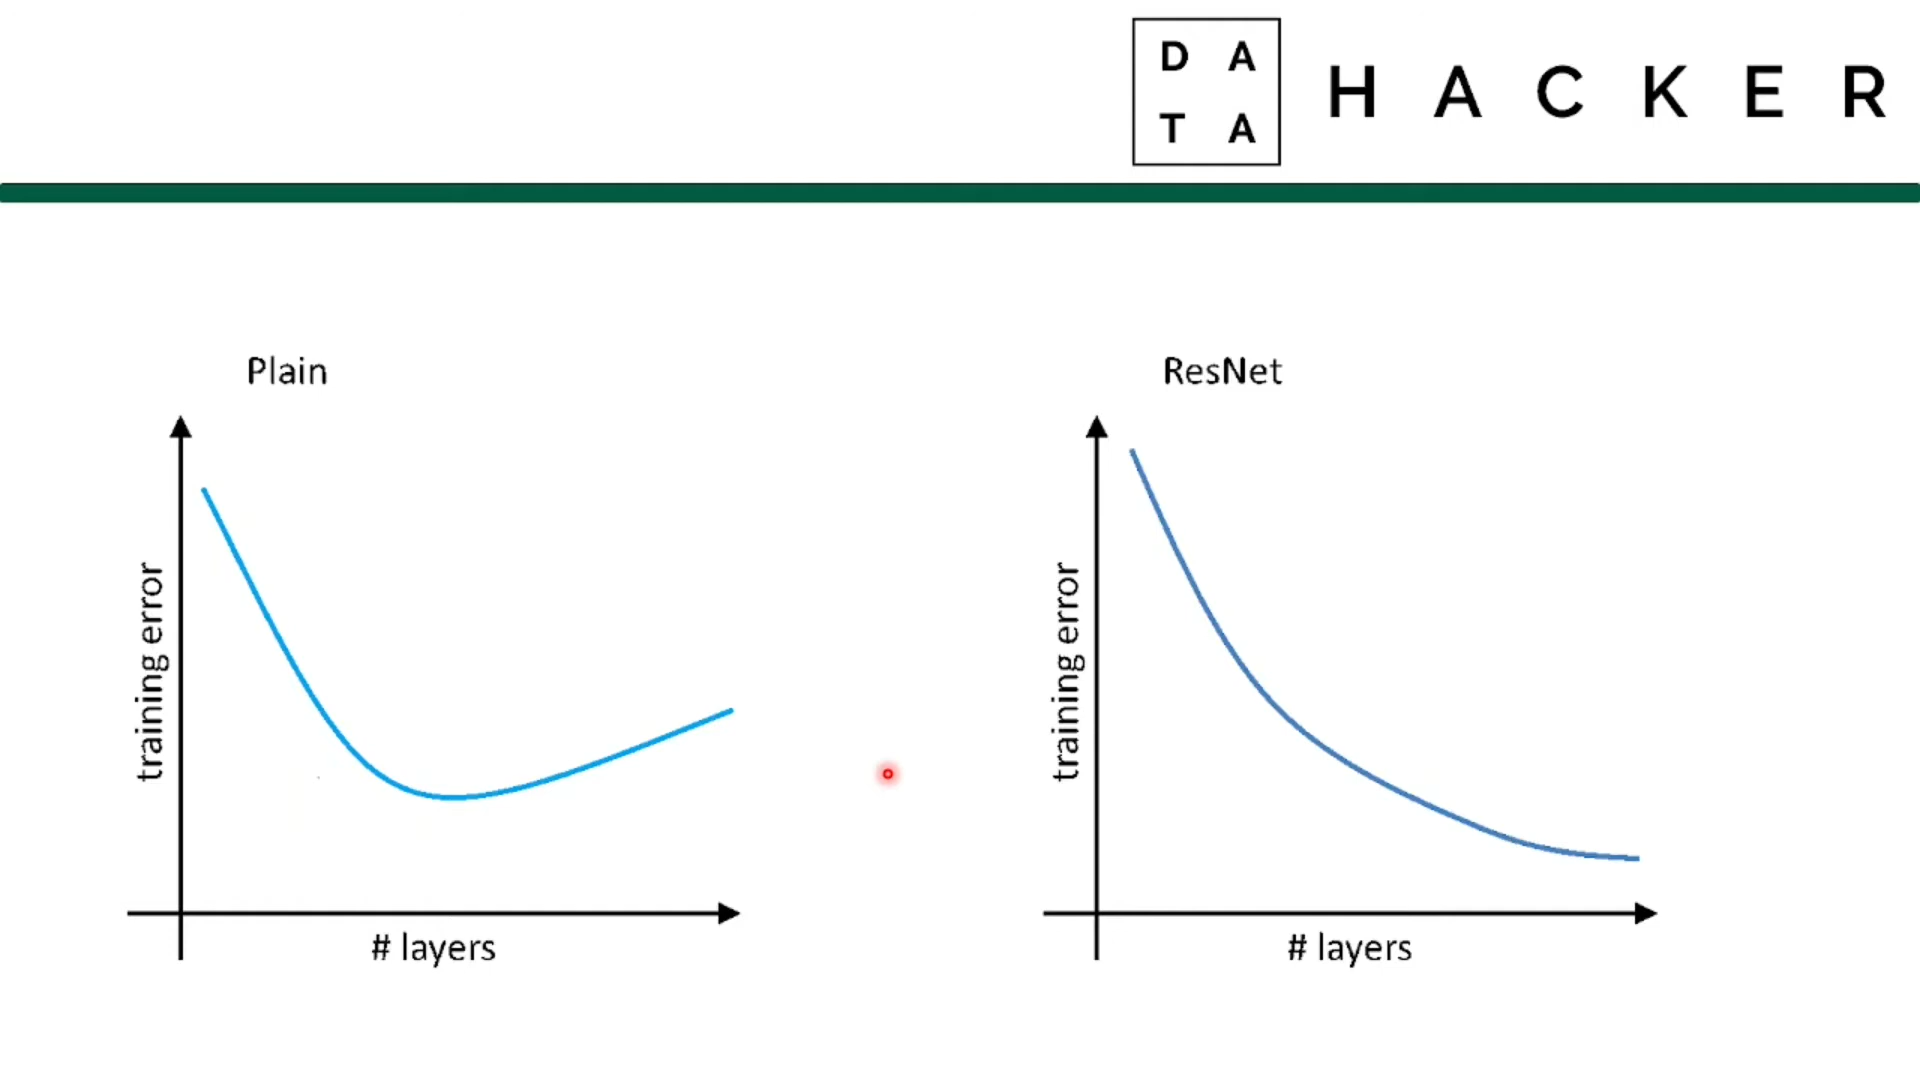 D A
T A
H A C K E R
Plain
training error
# layers
ResNet
training error
# layers